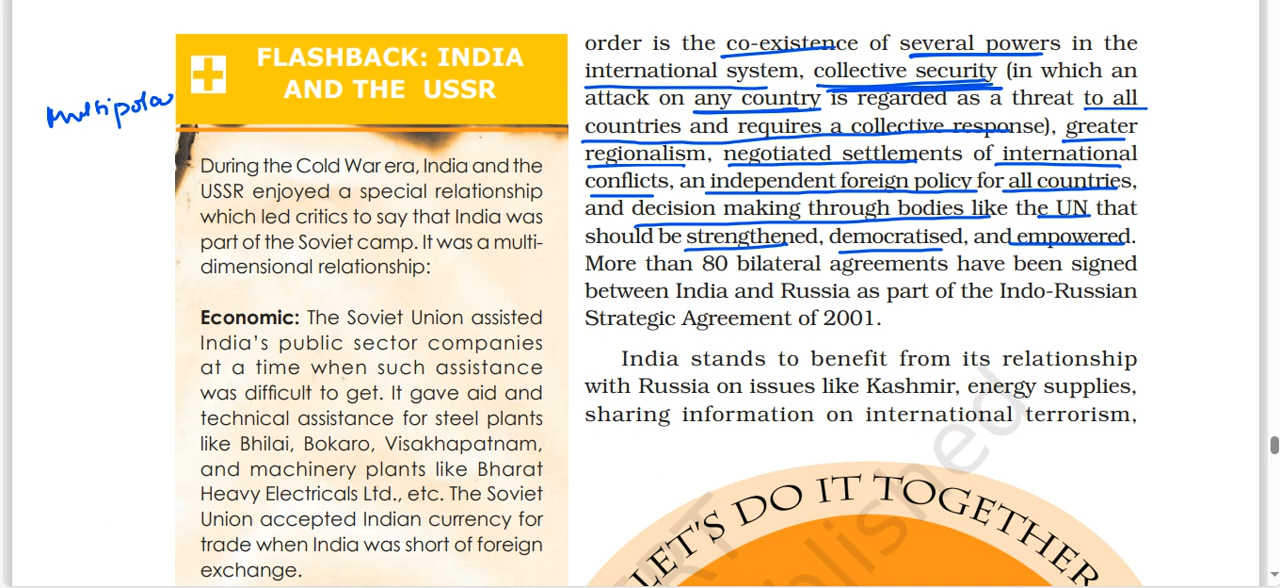 multipola
FLASHBACK: INDIA
AND THE USSR
During the Cold War era, India and the
USSR enjoyed a special relationship
which led critics to say that India was
part of the Soviet camp. It was a multi-
dimensional relationship:
Economic: The Soviet Union assisted
India's public sector companies
at a time when such assistance
was difficult to get. It gave aid and
technical assistance for steel plants
like Bhilai, Bokaro, Visakhapatnam,
and machinery plants like Bharat
Heavy Electricals Ltd., etc. The Soviet
Union accepted Indian currency for
trade when India was short of foreign
exchange.
order is the co-existence of several powers in the
international system, collective security (in which an
attack on any country is regarded as a threat to all
countries and requires a collective response), greater
regionalism, negotiated settlements of international
conflicts, an independent foreign policy for all countries,
and decision making through bodies like the UN that
should be strengthened, democratised, and empowered.
More than 80 bilateral agreements have been signed
between India and Russia as part of the Indo-Russian
Strategic Agreement of 2001.
India stands to benefit from its relationship
with Russia on issues like Kashmir, energy supplies,
sharing information on international terrorism,
LET'S DO IT TOGETHER